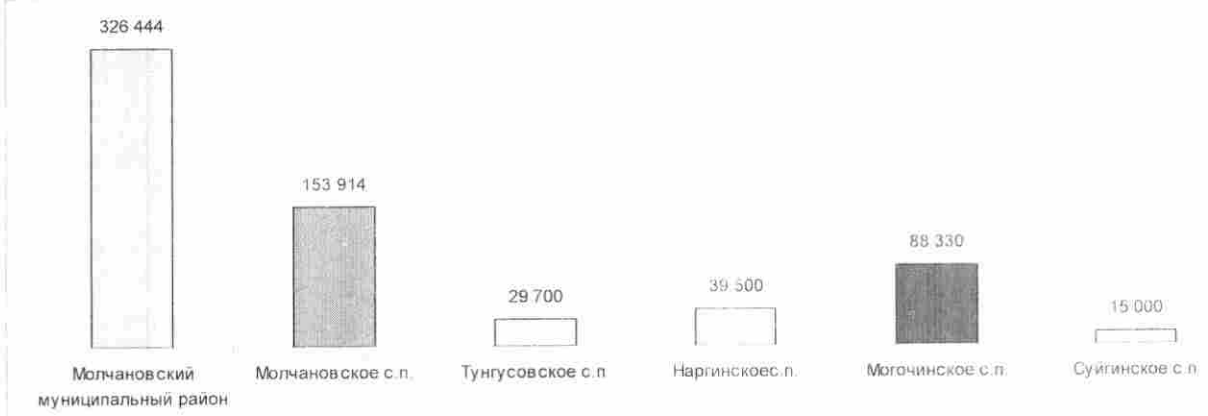 326 444
153 914
88 330
39 500
29 700
15 000
Молчановский
муниципальный район
Молчановское с.п.
Тунгусовское с.п
Наргинскоес.п.
Могочинское с.п.
Суйгинское с.п